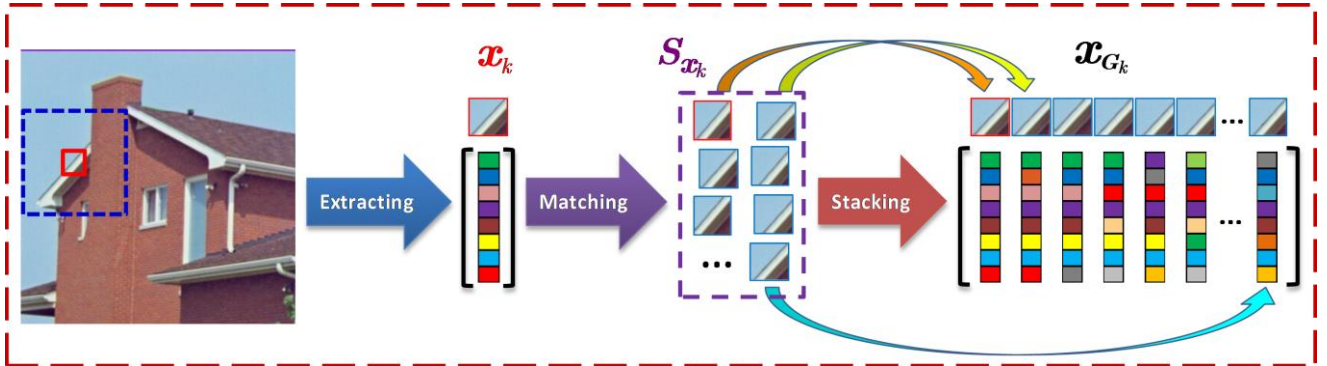 x_k
S_{x_k}
x_{G_k}
...
Extracting
Matching
Stacking
...
...